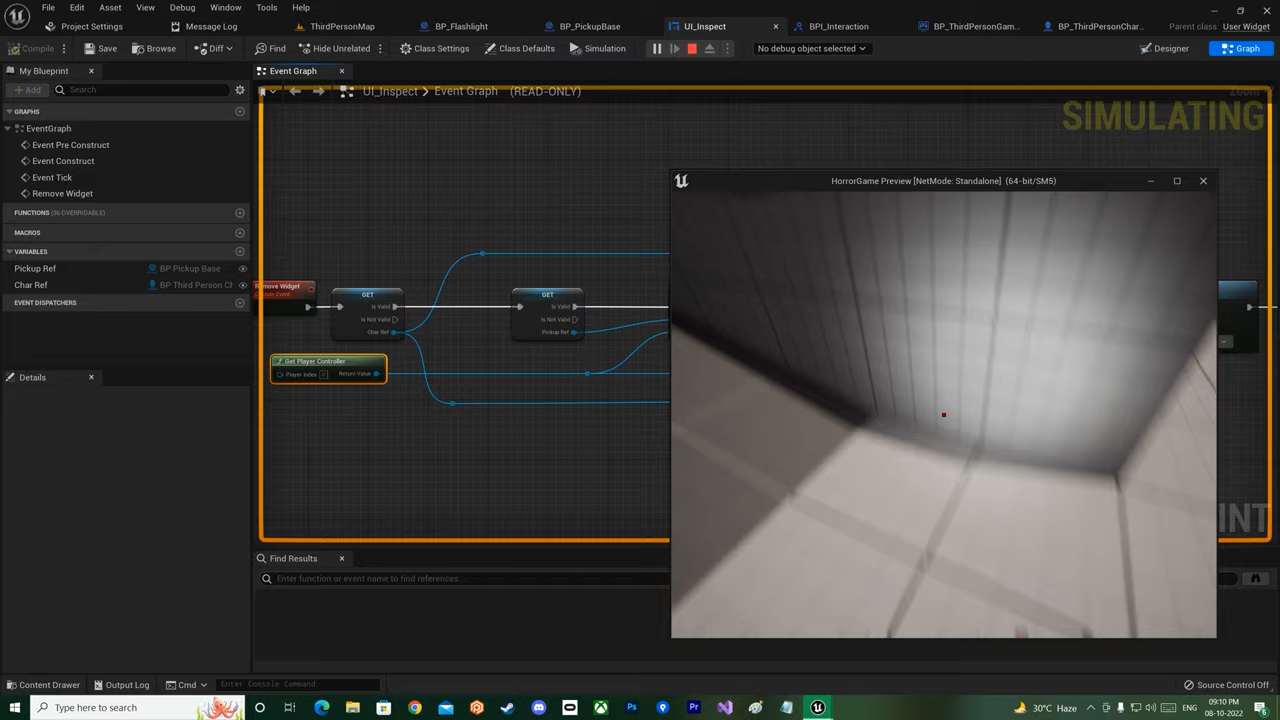 File Edit View Asset View Debug Window Tools Help
Project Settings Message Log ThirdPersonMap BP_Flashlight BP_PickupBase UI_Inspect BPI_Interaction BP_ThirdPersonGam... BP_ThirdPersonChar... Parent class: User Widget
Compile Save Browse Diff Find Hide Unrelated Class Settings Class Defaults Simulation No debug object selected Designer Graph
My Blueprint
Event Graph
Add Search
UI_Inspect > Event Graph (READ-ONLY) Zoom
SIMULATING
GRAPHS
EventGraph
Event Pre Construct
Event Construct
Event Tick
Remove Widget
FUNCTIONS (36 OVERRIDABLE)
MACROS
VARIABLES
Pickup Ref BP Pickup Base
Char Ref BP Third Person Ch
EVENT DISPATCHERS
Details
Remove Widget
Custom Event
GET
Is Valid
Is Not Valid
Char Ref
GET
Is Valid
Is Not Valid
Pickup Ref
Get Player Controller
Player Index 0 Return Value
HorrorGame Preview [NetMode: Standalone] (64-bit/SM5)
INT
Find Results
Enter function or event name to find references...
Content Drawer Output Log Cmd Enter Console Command Source Control Off
Type here to search
30°C Haze ENG 09:10 PM
08-10-2022 6